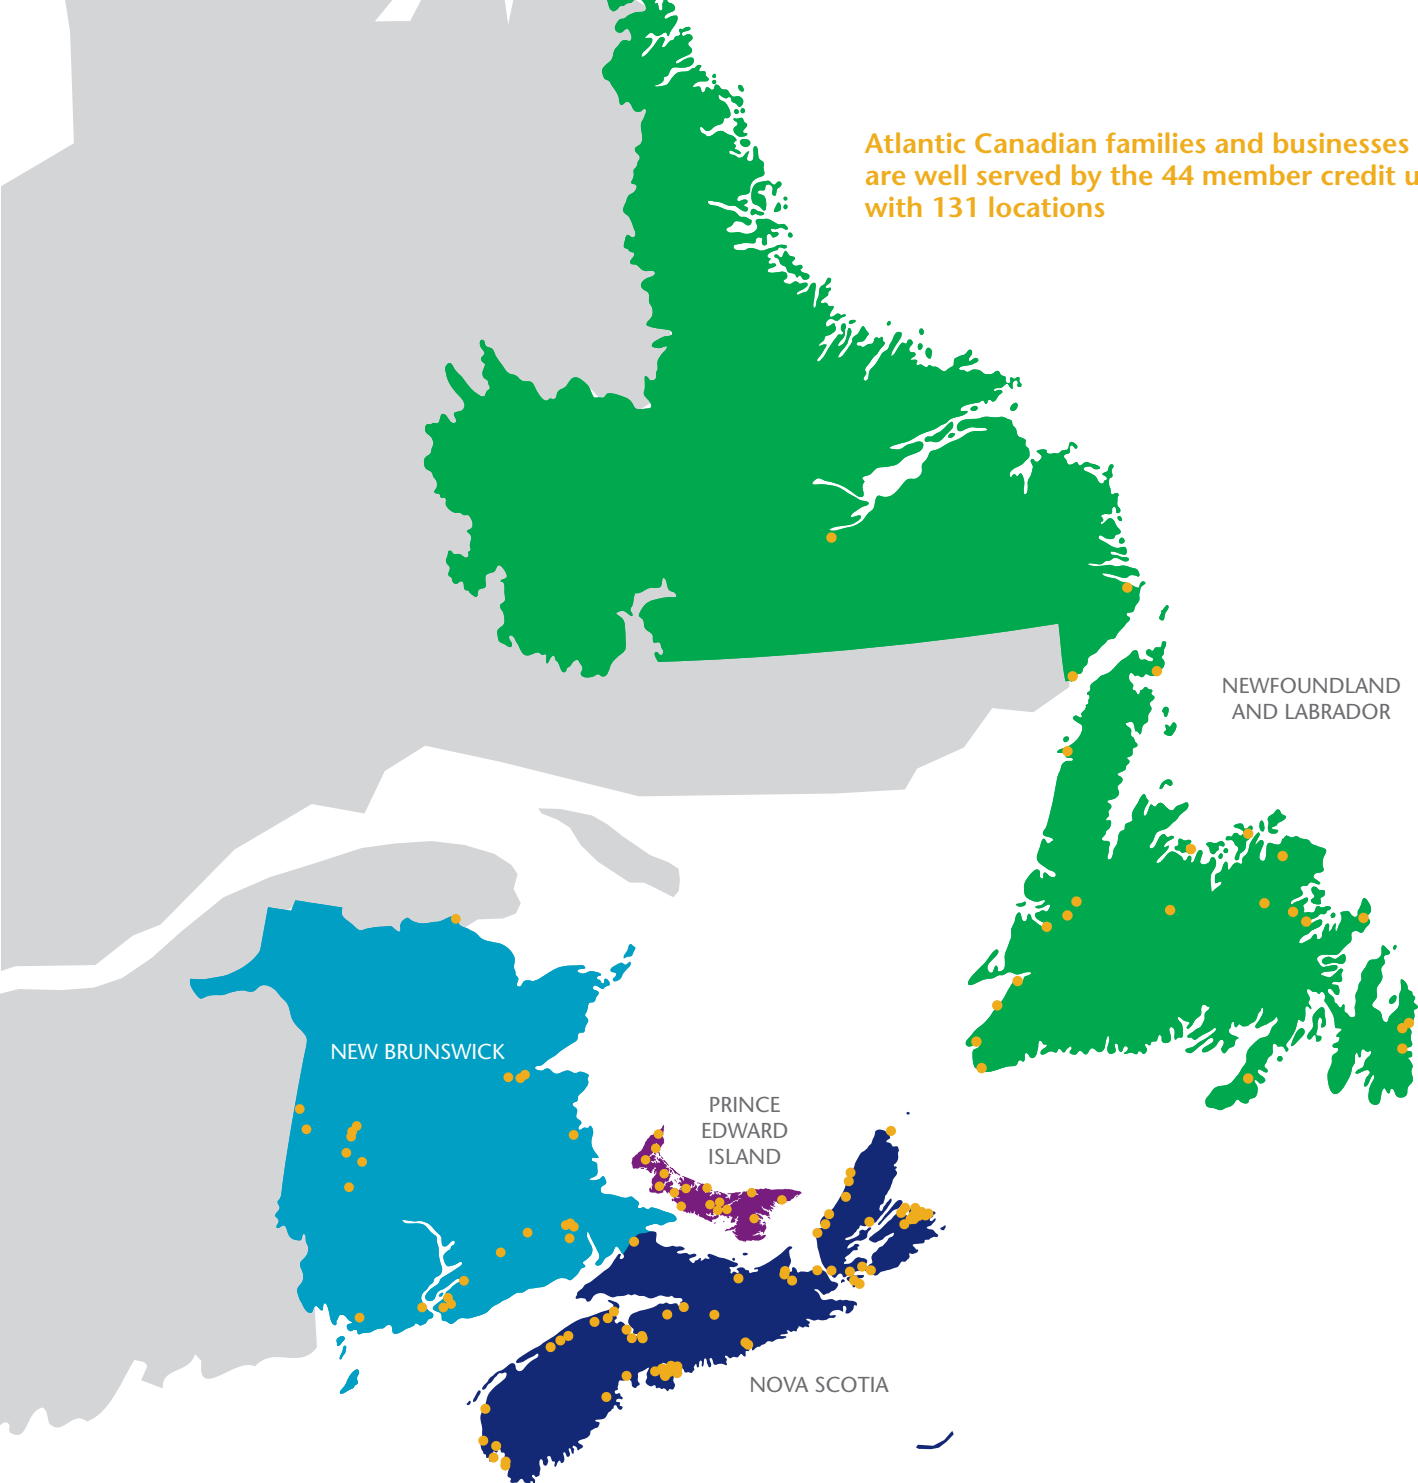 Atlantic Canadian families and businesses
are well served by the 44 member credit u
with 131 locations
NEWFOUNDLAND
AND LABRADOR
NEW BRUNSWICK
PRINCE
EDWARD
ISLAND
NOVA SCOTIA